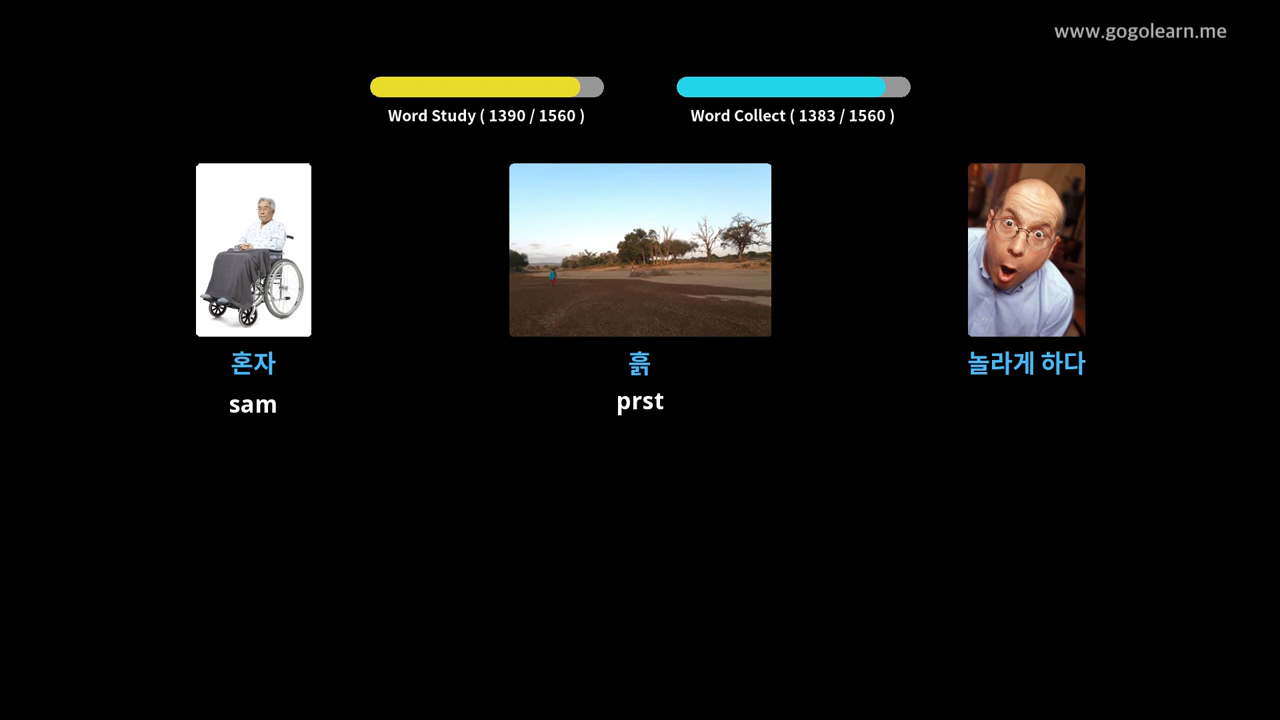 www.gogolearn.me
Word Study ( 1390 / 1560 )
Word Collect ( 1383 / 1560 )
혼자
흙
놀라게 하다
sam
prst